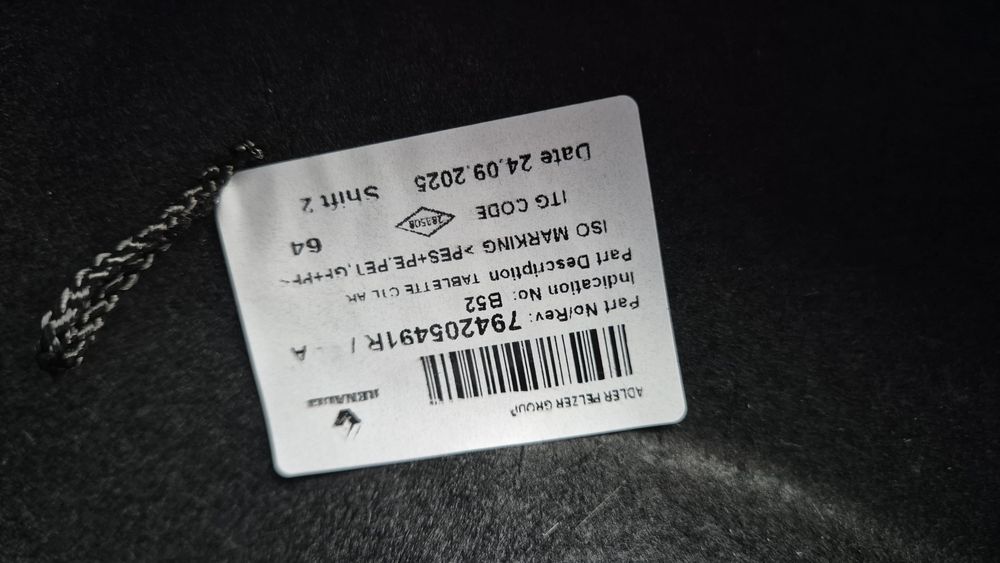 ADLER PELZER GROUP
RENAULT
Part No/Rev: 794205491R / A
Indication No: B52
Part Description TABLETTE AR
ISO MARKING >PES+PE.PET.GF+PP<
ITG CODE 64
Date 24.09.2025 Shift 2